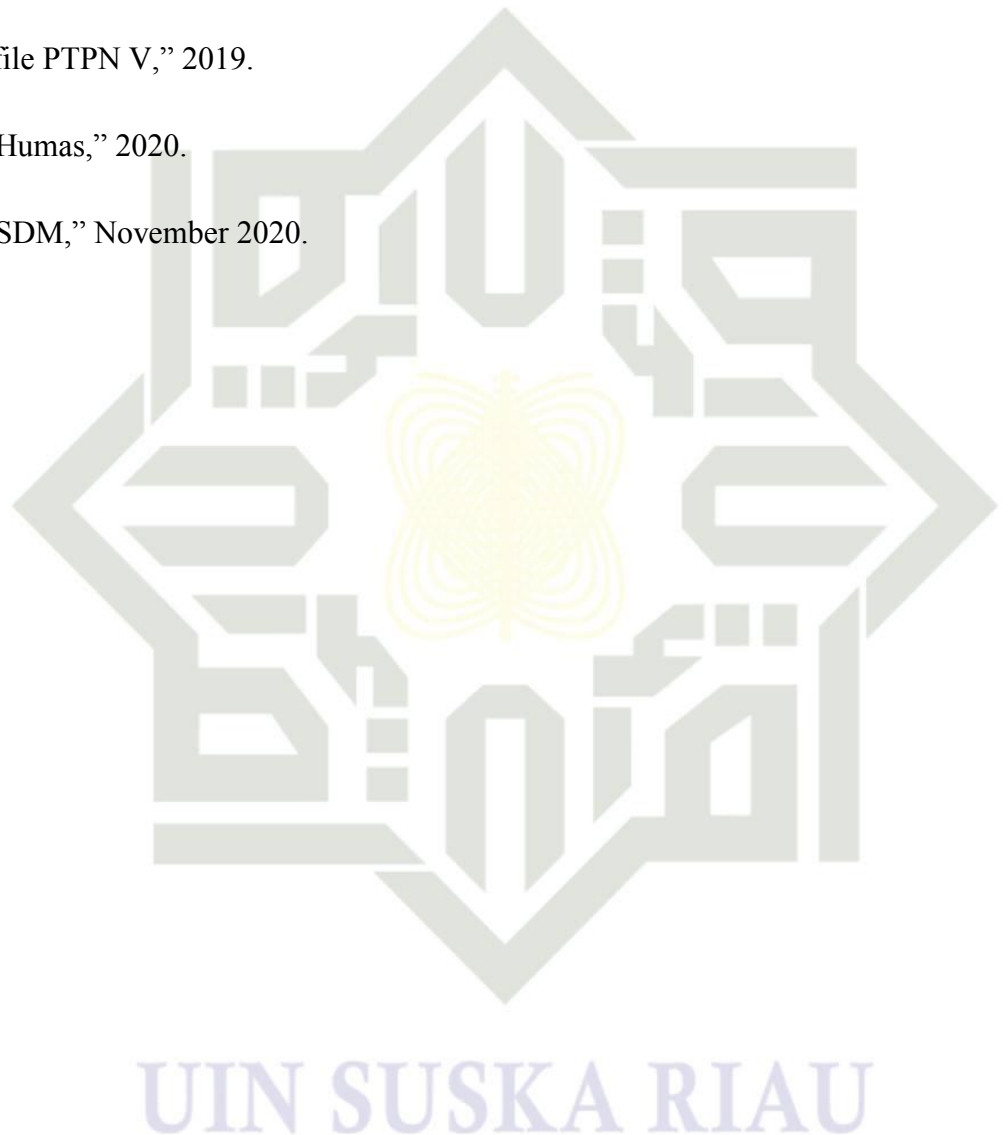 file PTPN V,” 2019.
Humas,” 2020.
SDM,” November 2020.
UIN SUSKA RIAU